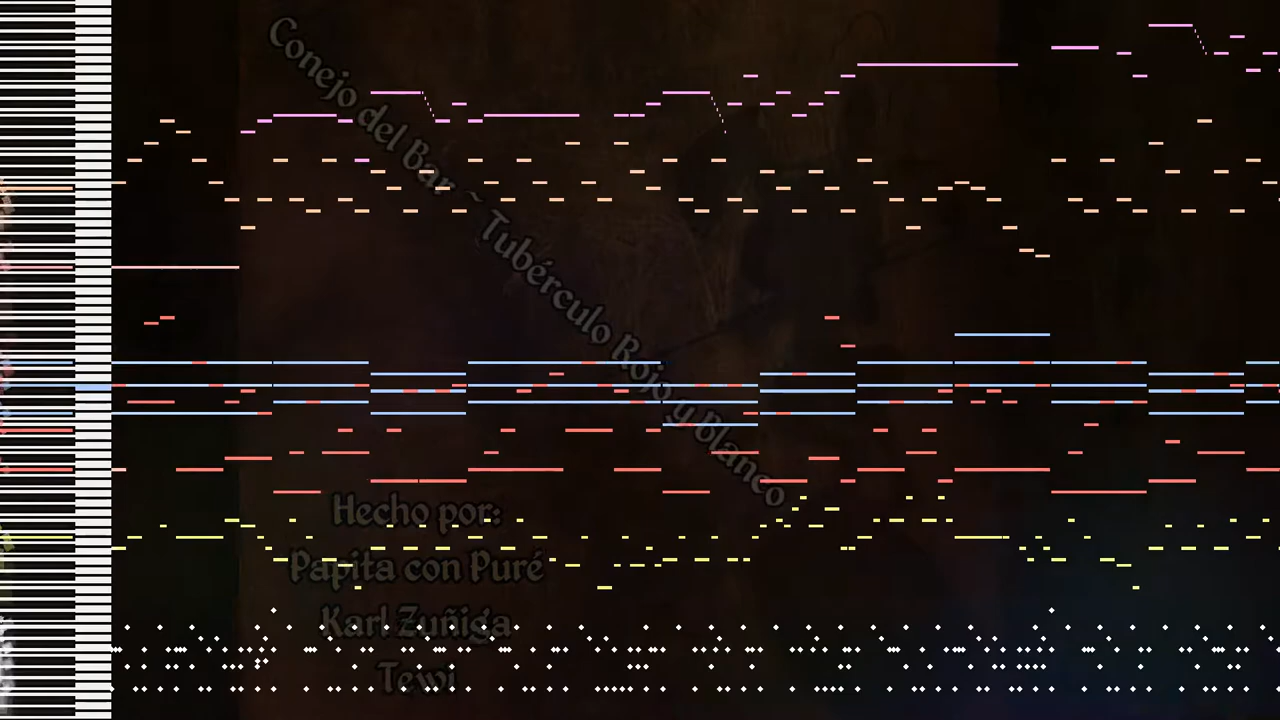 Conejo del Bar ~ Tubérculo Rojo y Blanco
Hecho por:
Papita con Puré
Karl Zuñiga
Tewi